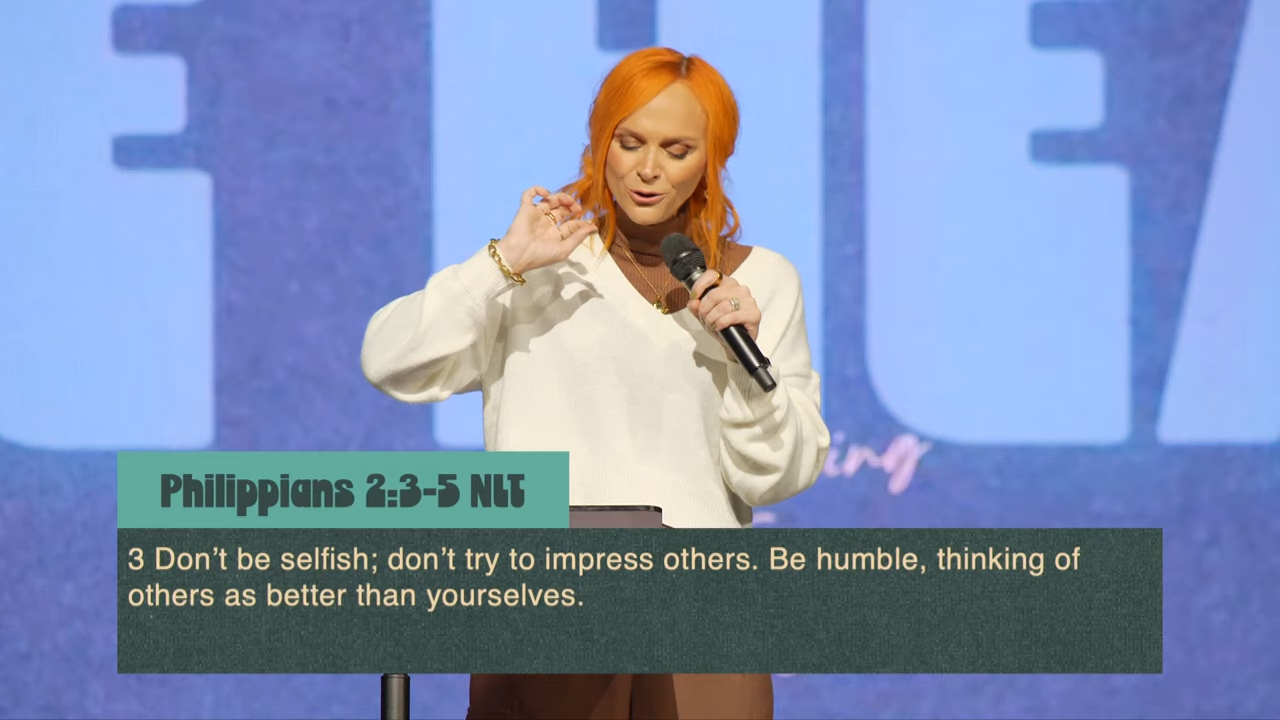 Philippians 2:3-5 NLT
3 Don’t be selfish; don’t try to impress others. Be humble, thinking of
others as better than yourselves.